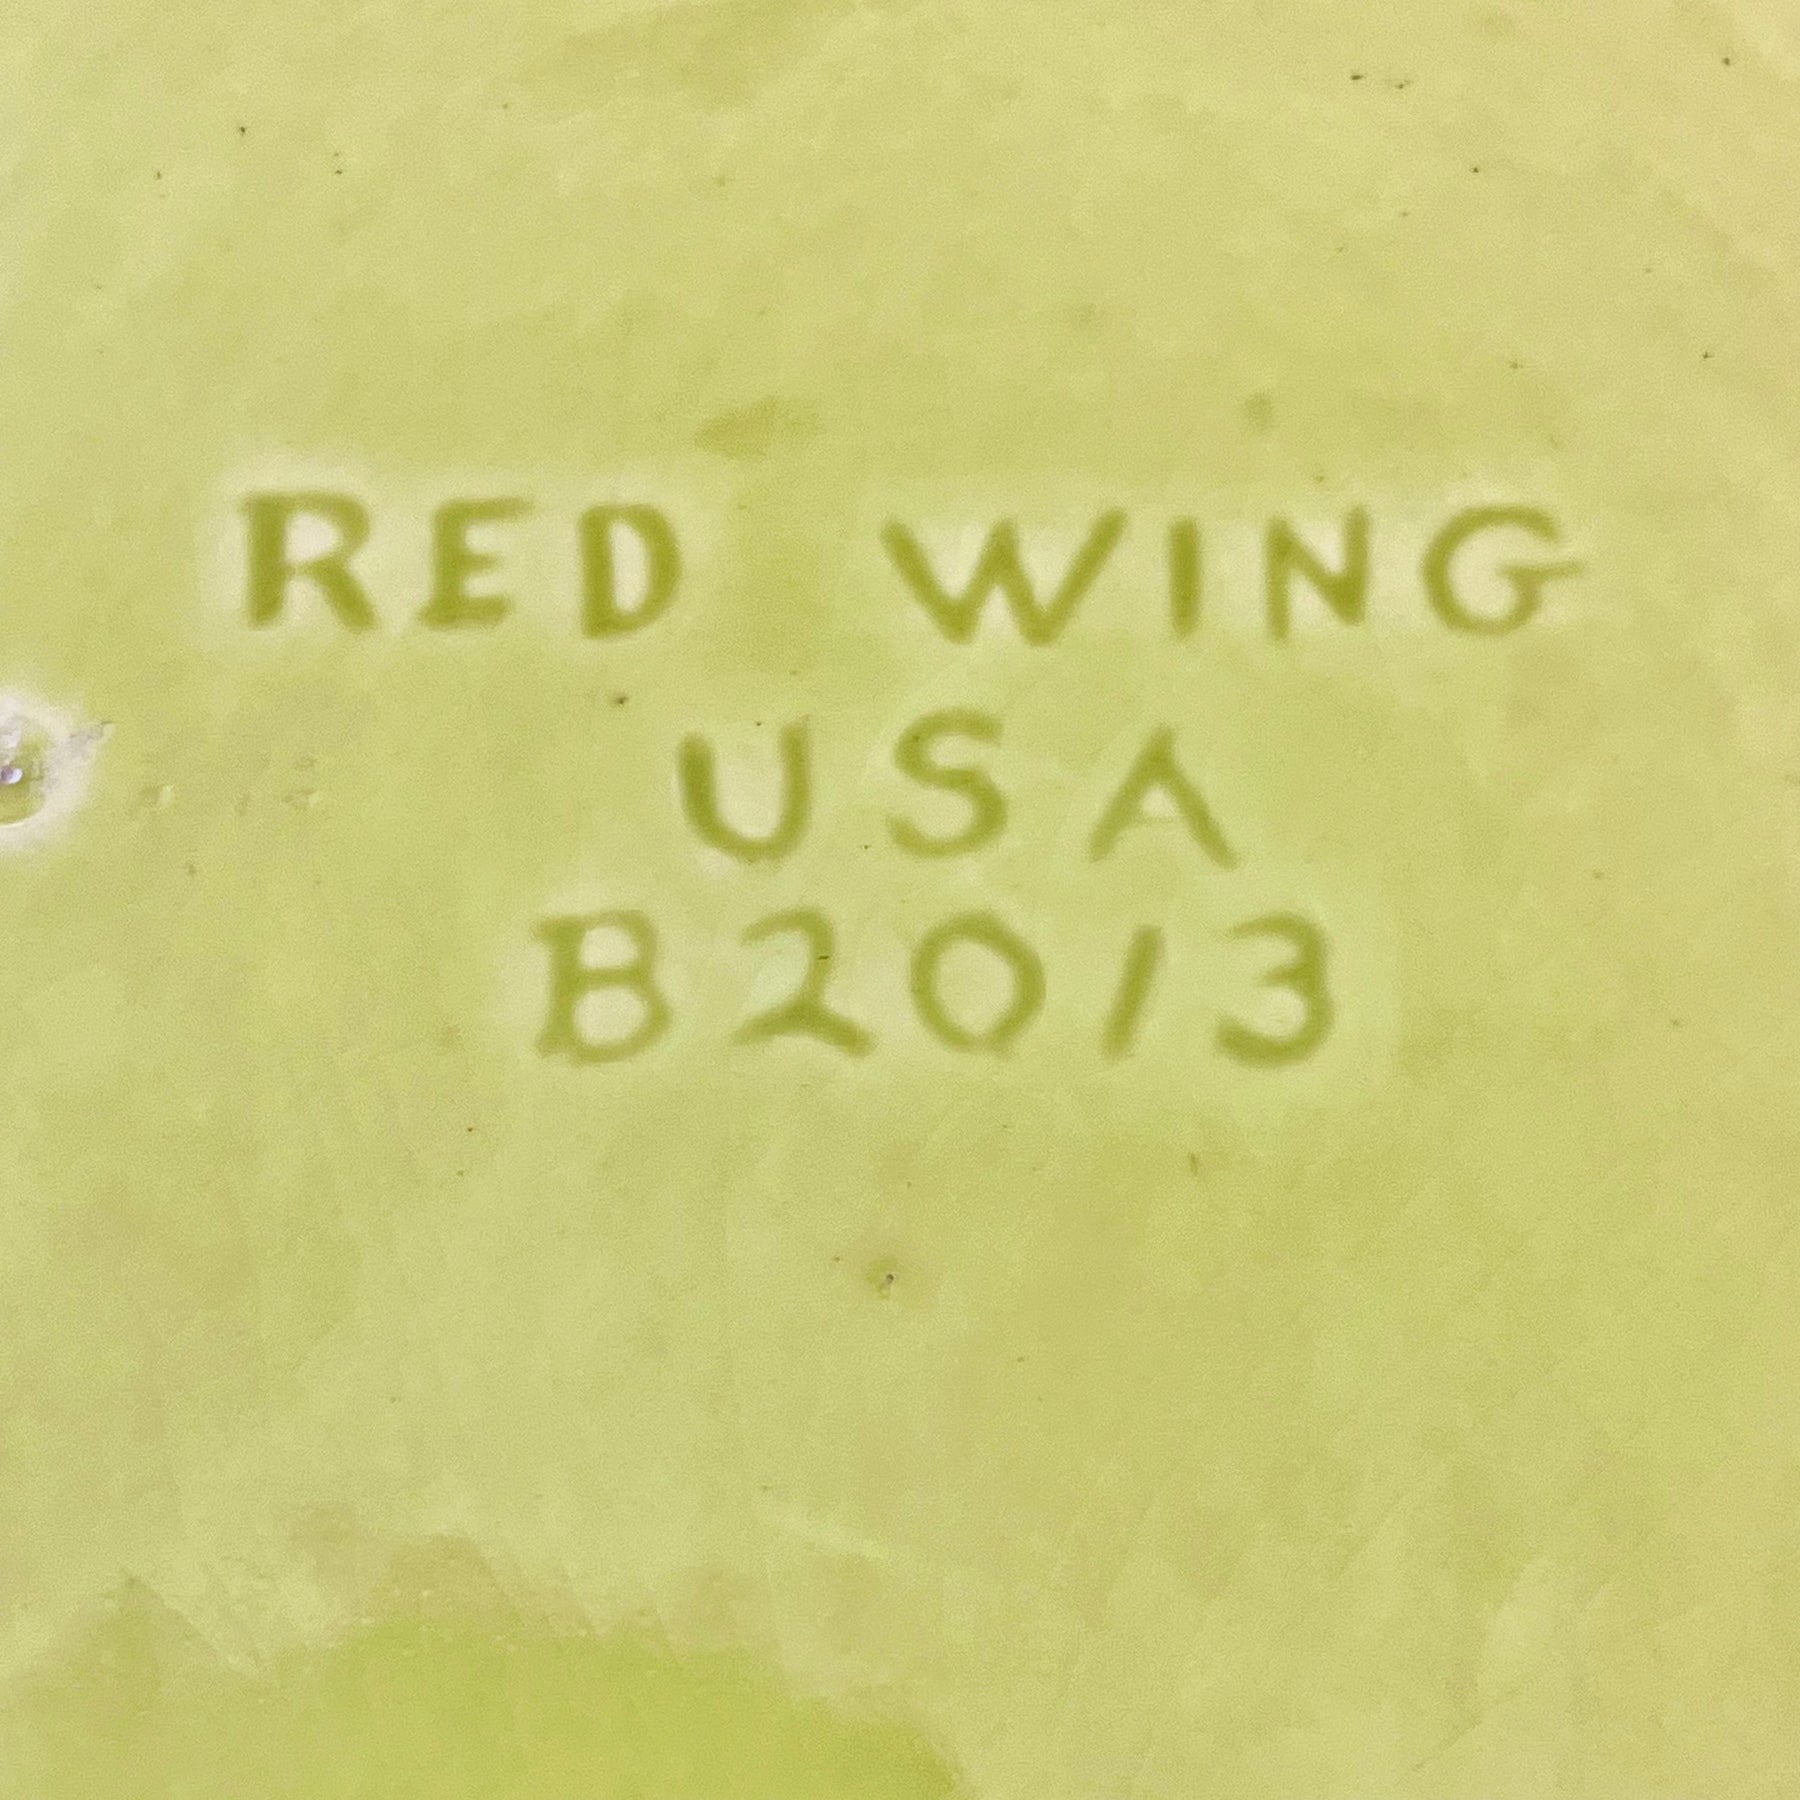 RED WING
USA
B2013